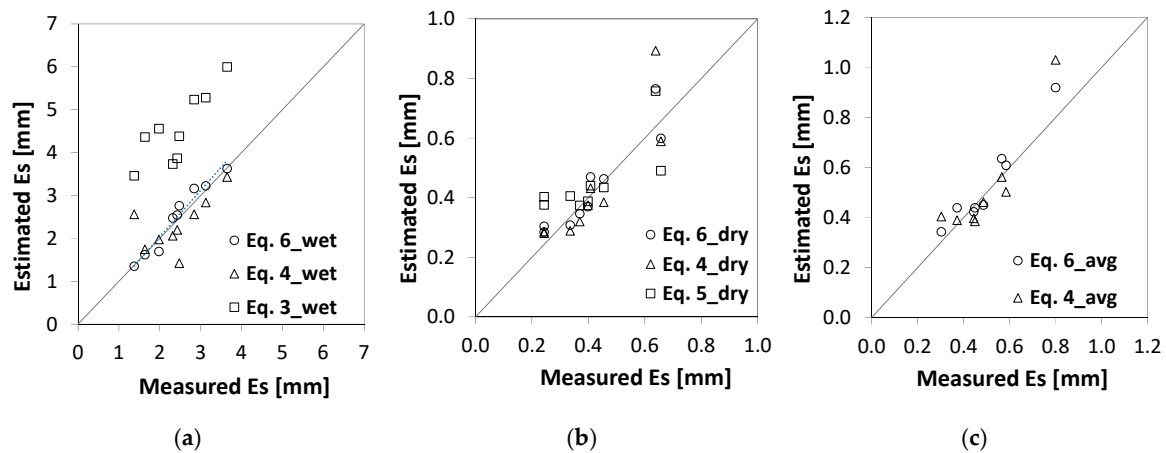 Estimated Es [mm]
7
6
5
4
3
2
1
0
0 1 2 3 4 5 6 7
Measured Es [mm]
Eq. 6_wet
Eq. 4_wet
Eq. 3_wet
(a)
Estimated Es [mm]
1.0
0.8
0.6
0.4
0.2
0.0
0.0 0.2 0.4 0.6 0.8 1.0
Measured Es [mm]
Eq. 6_dry
Eq. 4_dry
Eq. 5_dry
(b)
Estimated Es [mm]
1.2
1.0
0.8
0.6
0.4
0.2
0.0
0.0 0.2 0.4 0.6 0.8 1.0 1.2
Measured Es [mm]
Eq. 6_avg
Eq. 4_avg
(c)